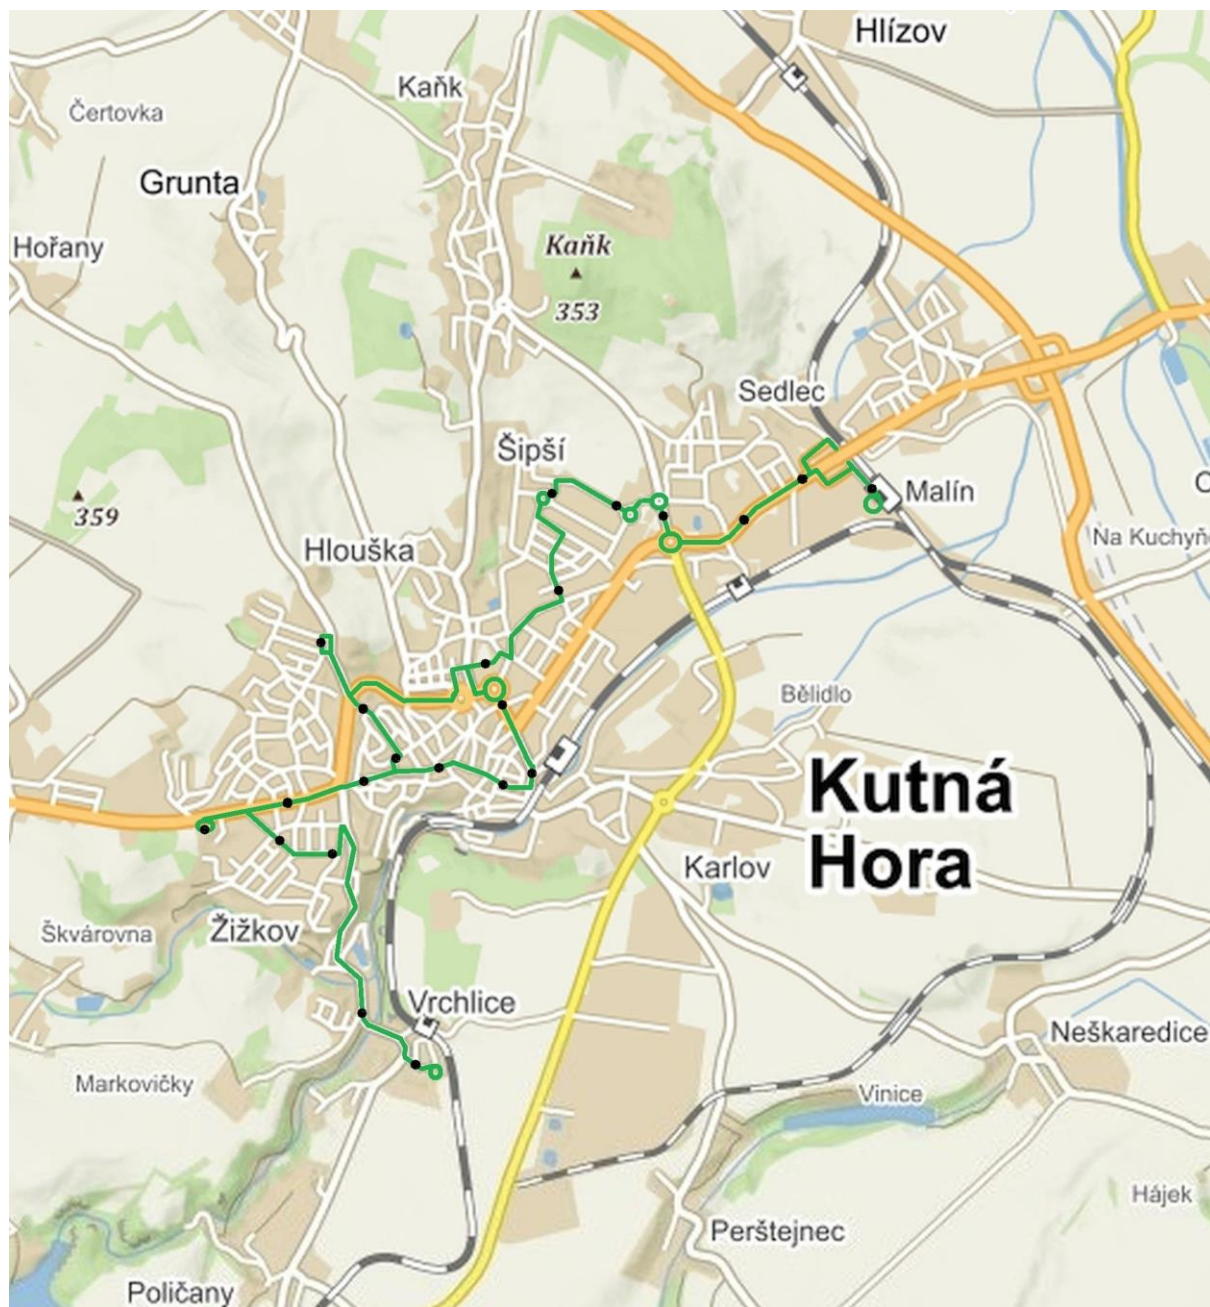 Hlízov
Kaňk
Čertovka
Grunta
Hořany
Kaňk
353
Sedlec
Šipší
Malín
359
Na Kuchyň
Hlouška
Bělidlo
Kutná
Hora
Karlov
Žižkov
Škvárovna
Vrchlice
Neškaredice
Markovičky
Vinice
Hájek
Perštejnec
Poličany